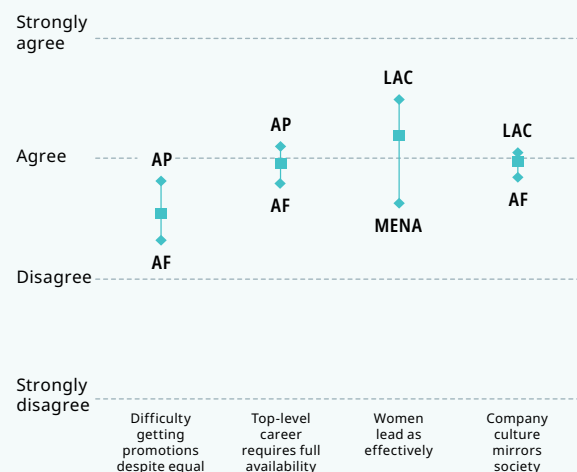 Strongly
agree
LAC
AP
LAC
Agree
AP
AF
AF
MENA
AF
Disagree
Strongly
disagree
Difficulty
getting
promotions
despite equal
Top-level
career
requires full
availability
Women
lead as
effectively
Company
culture
mirrors
society